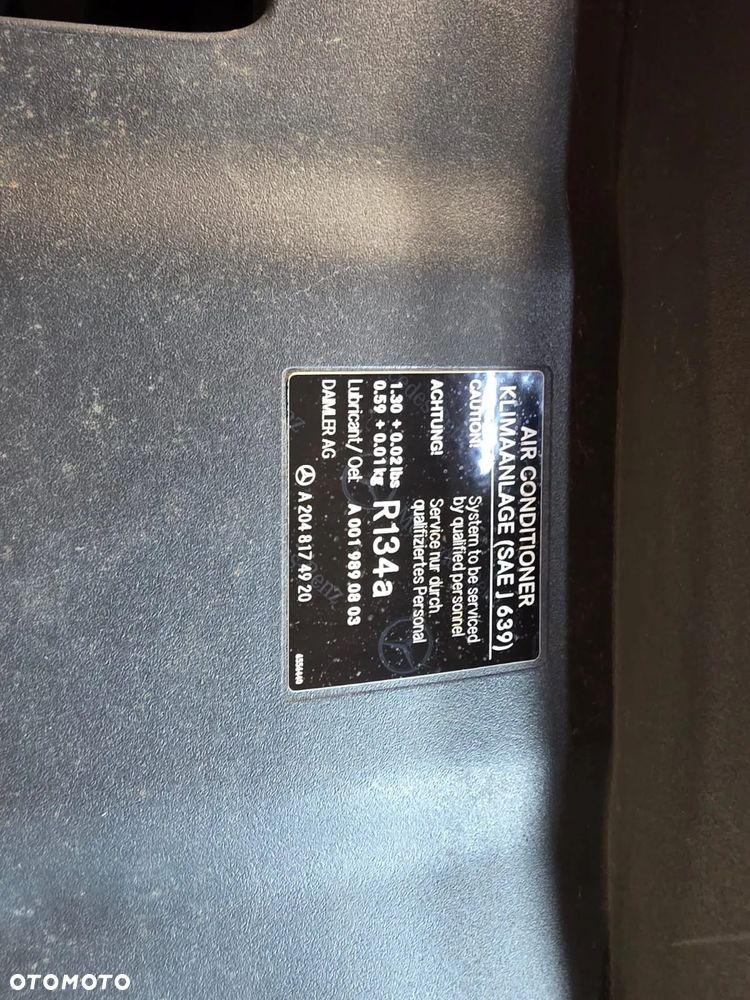 AIR CONDITIONER
KLIMAANLAGE (SAE J 639)
CAUTION! System to be serviced
by qualified personnel
ACHTUNG! Service nur durch
qualifiziertes Personal
1.30 + 0.02 lbs
0.59 + 0.01 kg R134a
Lubricant / Oel: A 001 989 08 03
DAIMLER AG A 204 817 49 20
OTOMOTO